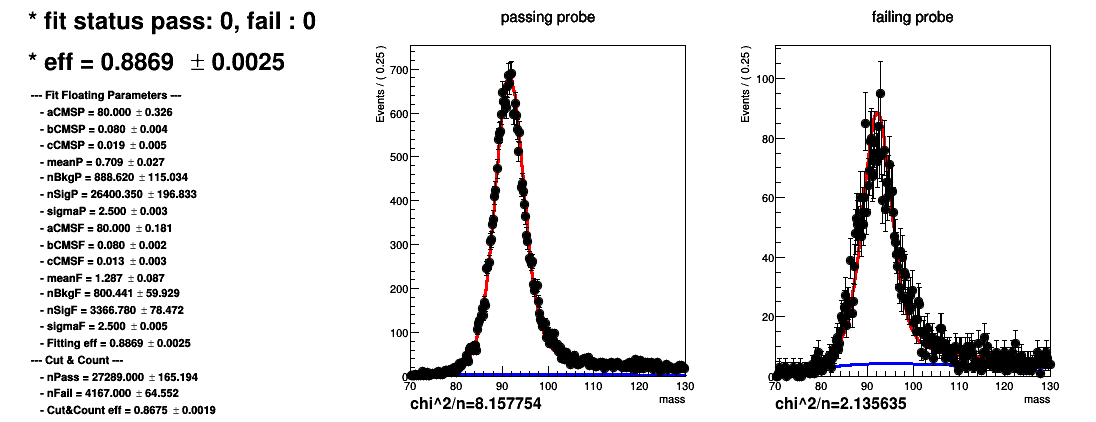 * fit status pass: 0, fail : 0
* eff = 0.8869 ± 0.0025
--- Fit Floating Parameters ---
- aCMSP = 80.000 ± 0.326
- bCMSP = 0.080 ± 0.004
- cCMSP = 0.019 ± 0.005
- meanP = 0.709 ± 0.027
- nBkgP = 888.620 ± 115.034
- nSigP = 26400.350 ± 196.833
- sigmaP = 2.500 ± 0.003
- aCMSF = 80.000 ± 0.181
- bCMSF = 0.080 ± 0.002
- cCMSF = 0.013 ± 0.003
- meanF = 1.287 ± 0.087
- nBkgF = 800.441 ± 59.929
- nSigF = 3366.780 ± 78.472
- sigmaF = 2.500 ± 0.005
- Fitting eff = 0.8869 ± 0.0025
--- Cut & Count ---
- nPass = 27289.000 ± 165.194
- nFail = 4167.000 ± 64.552
- Cut&Count eff = 0.8675 ± 0.0019
passing probe
Events / ( 0.25 )
700
600
500
400
300
200
100
0
70 80 90 100 110 120 130
mass
chi^2/n=8.157754
failing probe
Events / ( 0.25 )
100
80
60
40
20
0
70 80 90 100 110 120 130
mass
chi^2/n=2.135635